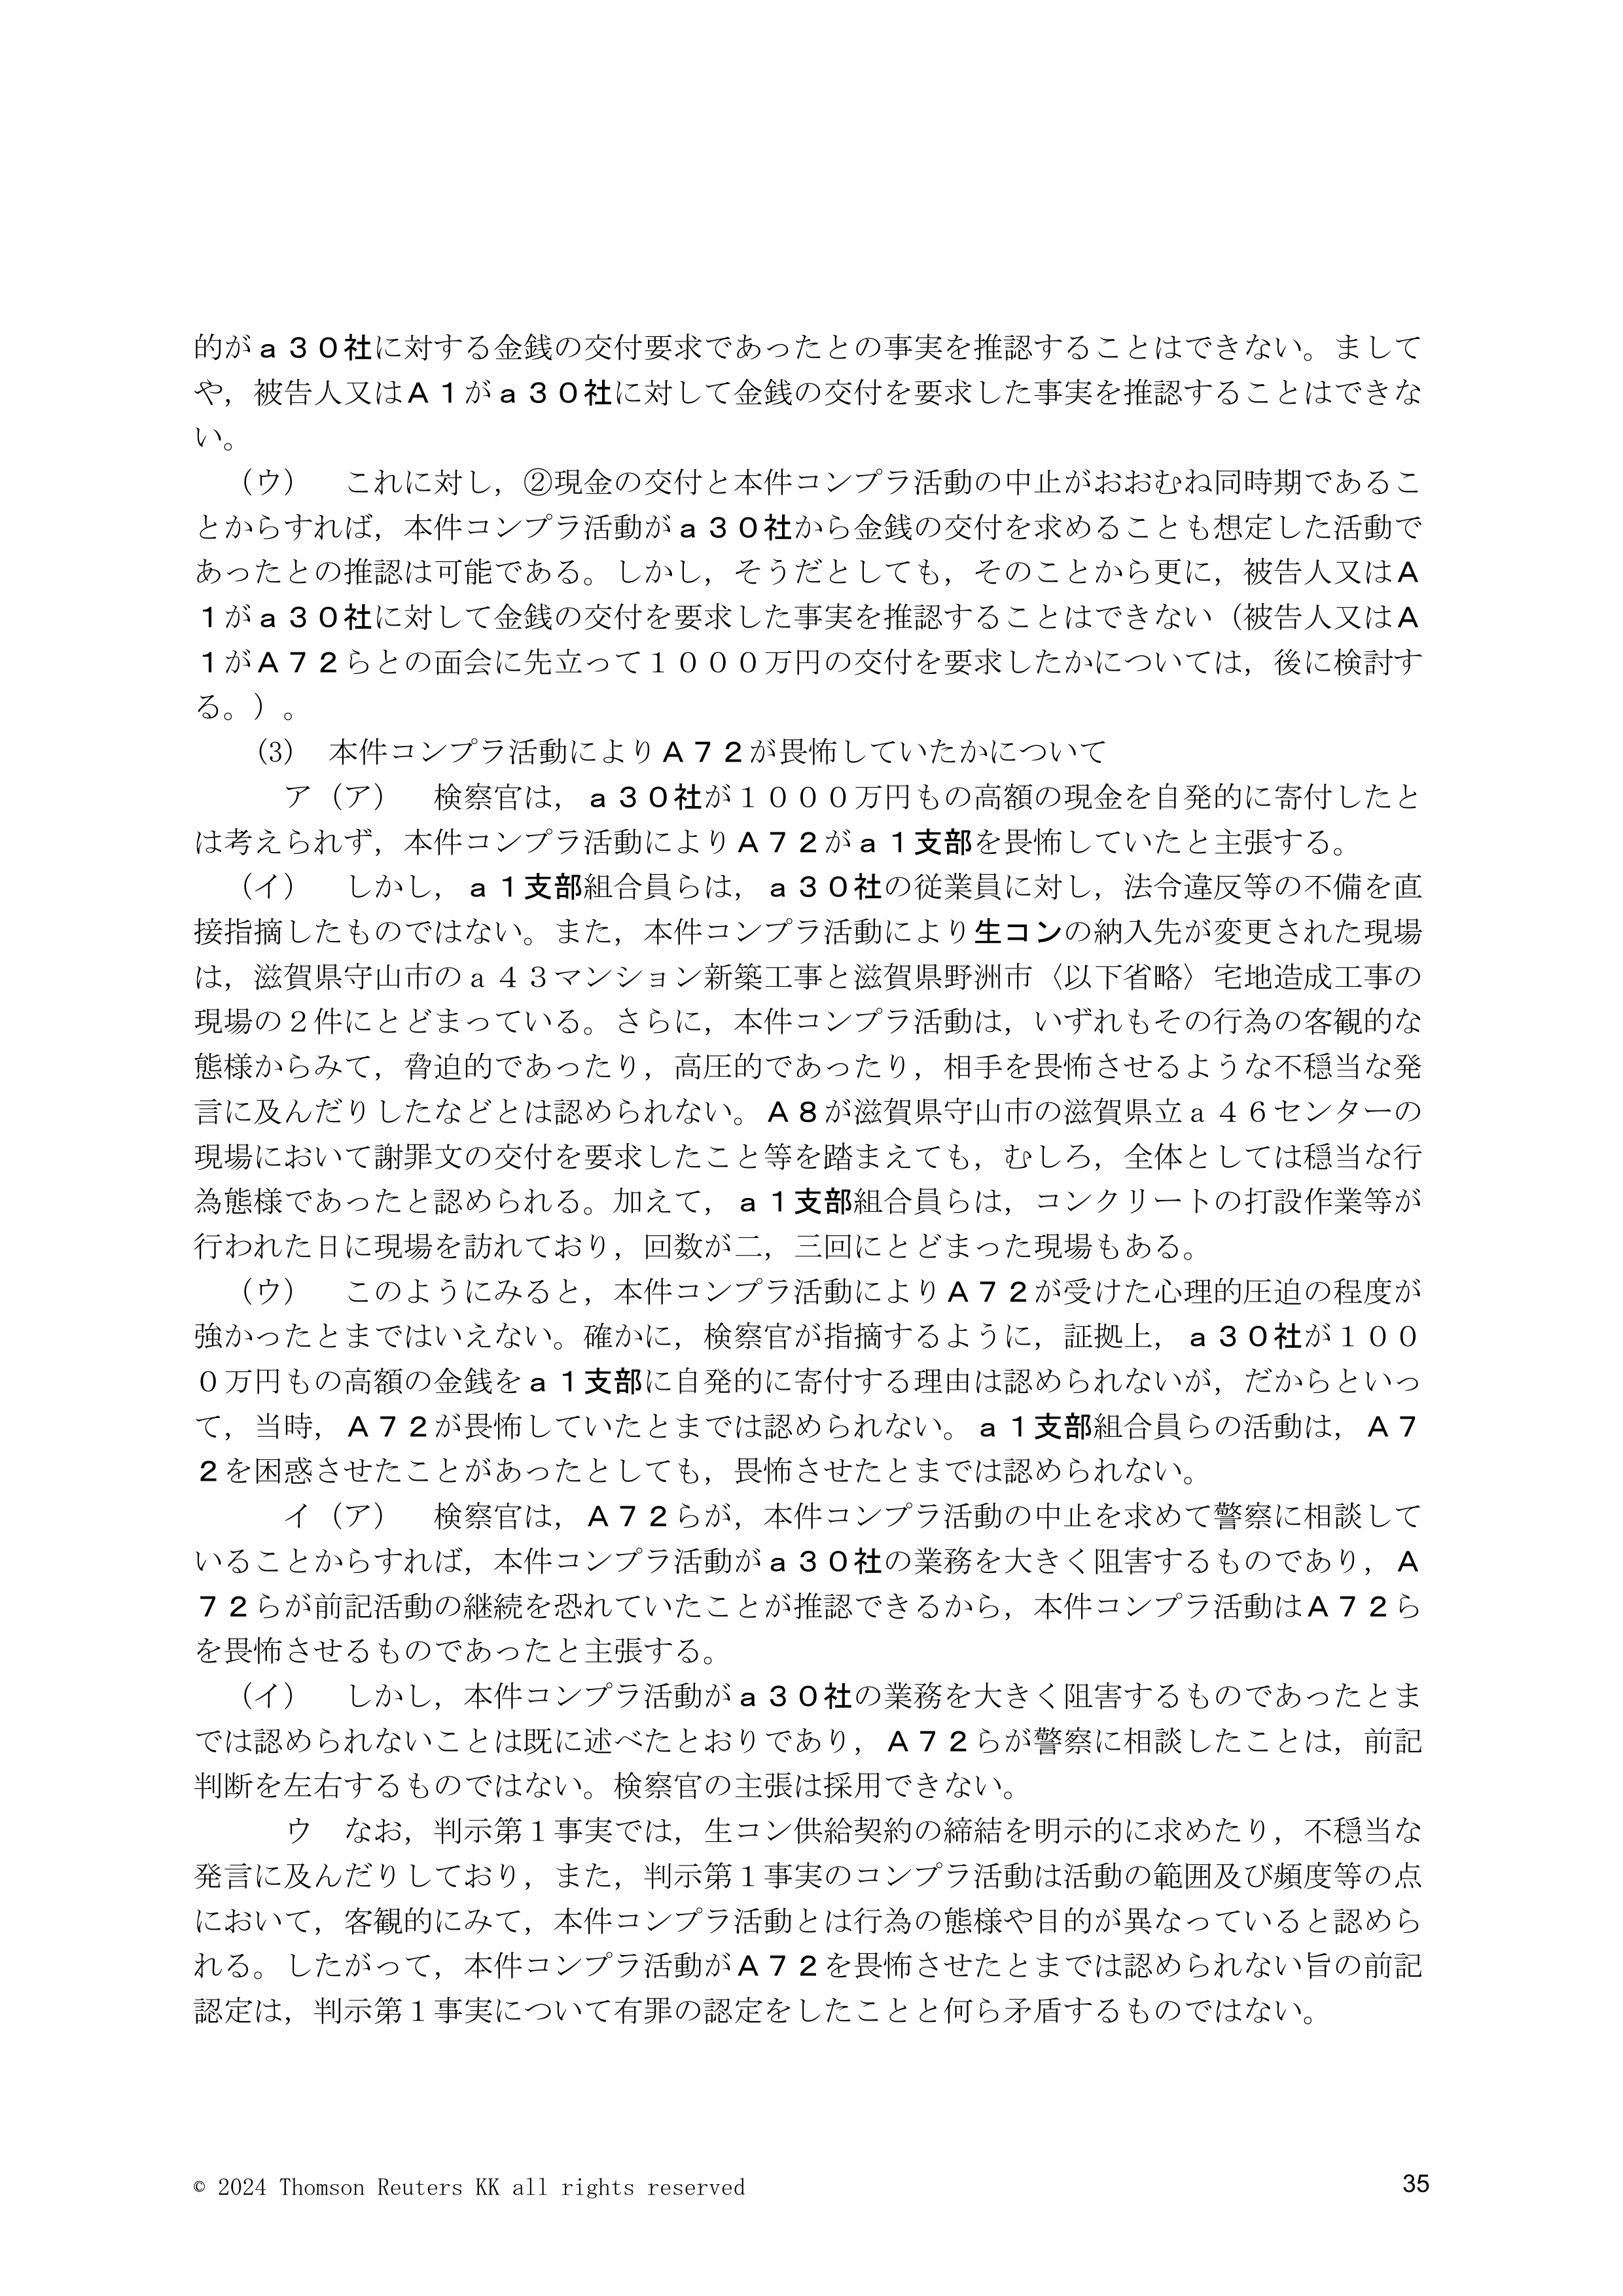 的がａ３０社に対する金銭の交付要求であったとの事実を推認することはできない。まして
や，被告人又はＡ１がａ３０社に対して金銭の交付を要求した事実を推認することはできな
い。
（ウ）　これに対し，②現金の交付と本件コンプラ活動の中止がおおむね同時期であるこ
とからすれば，本件コンプラ活動がａ３０社から金銭の交付を求めることも想定した活動で
あったとの推認は可能である。しかし，そうだとしても，そのことから更に，被告人又はＡ
１がａ３０社に対して金銭の交付を要求した事実を推認することはできない（被告人又はＡ
１がＡ７２らとの面会に先立って１０００万円の交付を要求したかについては，後に検討す
る。）。
(3)　本件コンプラ活動によりＡ７２が畏怖していたかについて
ア（ア）　検察官は，ａ３０社が１０００万円もの高額の現金を自発的に寄付したと
は考えられず，本件コンプラ活動によりＡ７２がａ１支部を畏怖していたと主張する。
（イ）　しかし，ａ１支部組合員らは，ａ３０社の従業員に対し，法令違反等の不備を直
接指摘したものではない。また，本件コンプラ活動により生コンの納入先が変更された現場
は，滋賀県守山市のａ４３マンション新築工事と滋賀県野洲市〈以下省略〉宅地造成工事の
現場の２件にとどまっている。さらに，本件コンプラ活動は，いずれもその行為の客観的な
態様からみて，脅迫的であったり，高圧的であったり，相手を畏怖させるような不穏当な発
言に及んだりしたなどとは認められない。Ａ８が滋賀県守山市の滋賀県立ａ４６センターの
現場において謝罪文の交付を要求したこと等を踏まえても，むしろ，全体としては穏当な行
為態様であったと認められる。加えて，ａ１支部組合員らは，コンクリートの打設作業等が
行われた日に現場を訪れており，回数が二，三回にとどまった現場もある。
（ウ）　このようにみると，本件コンプラ活動によりＡ７２が受けた心理的圧迫の程度が
強かったとまではいえない。確かに，検察官が指摘するように，証拠上，ａ３０社が１００
０万円もの高額の金銭をａ１支部に自発的に寄付する理由は認められないが，だからといっ
て，当時，Ａ７２が畏怖していたとまでは認められない。ａ１支部組合員らの活動は，Ａ７
２を困惑させたことがあったとしても，畏怖させたとまでは認められない。
イ（ア）　検察官は，Ａ７２らが，本件コンプラ活動の中止を求めて警察に相談して
いることからすれば，本件コンプラ活動がａ３０社の業務を大きく阻害するものであり，Ａ
７２らが前記活動の継続を恐れていたことが推認できるから，本件コンプラ活動はＡ７２ら
を畏怖させるものであったと主張する。
（イ）　しかし，本件コンプラ活動がａ３０社の業務を大きく阻害するものであったとま
では認められないことは既に述べたとおりであり，Ａ７２らが警察に相談したことは，前記
判断を左右するものではない。検察官の主張は採用できない。
ウ　なお，判示第１事実では，生コン供給契約の締結を明示的に求めたり，不穏当な
発言に及んだりしており，また，判示第１事実のコンプラ活動は活動の範囲及び頻度等の点
において，客観的にみて，本件コンプラ活動とは行為の態様や目的が異なっていると認めら
れる。したがって，本件コンプラ活動がＡ７２を畏怖させたとまでは認められない旨の前記
認定は，判示第１事実について有罪の認定をしたことと何ら矛盾するものではない。
© 2024 Thomson Reuters KK all rights reserved
35